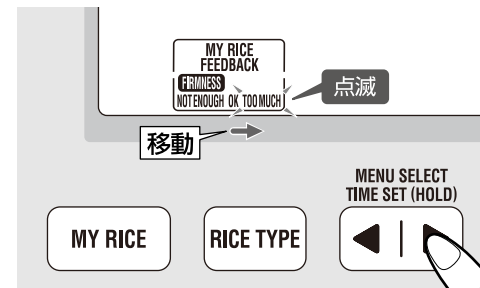 MY RICE
FEEDBACK
FIRMNESS
NOT ENOUGH OK TOO MUCH
点滅
移動
MENU SELECT
TIME SET (HOLD)
MY RICE
RICE TYPE